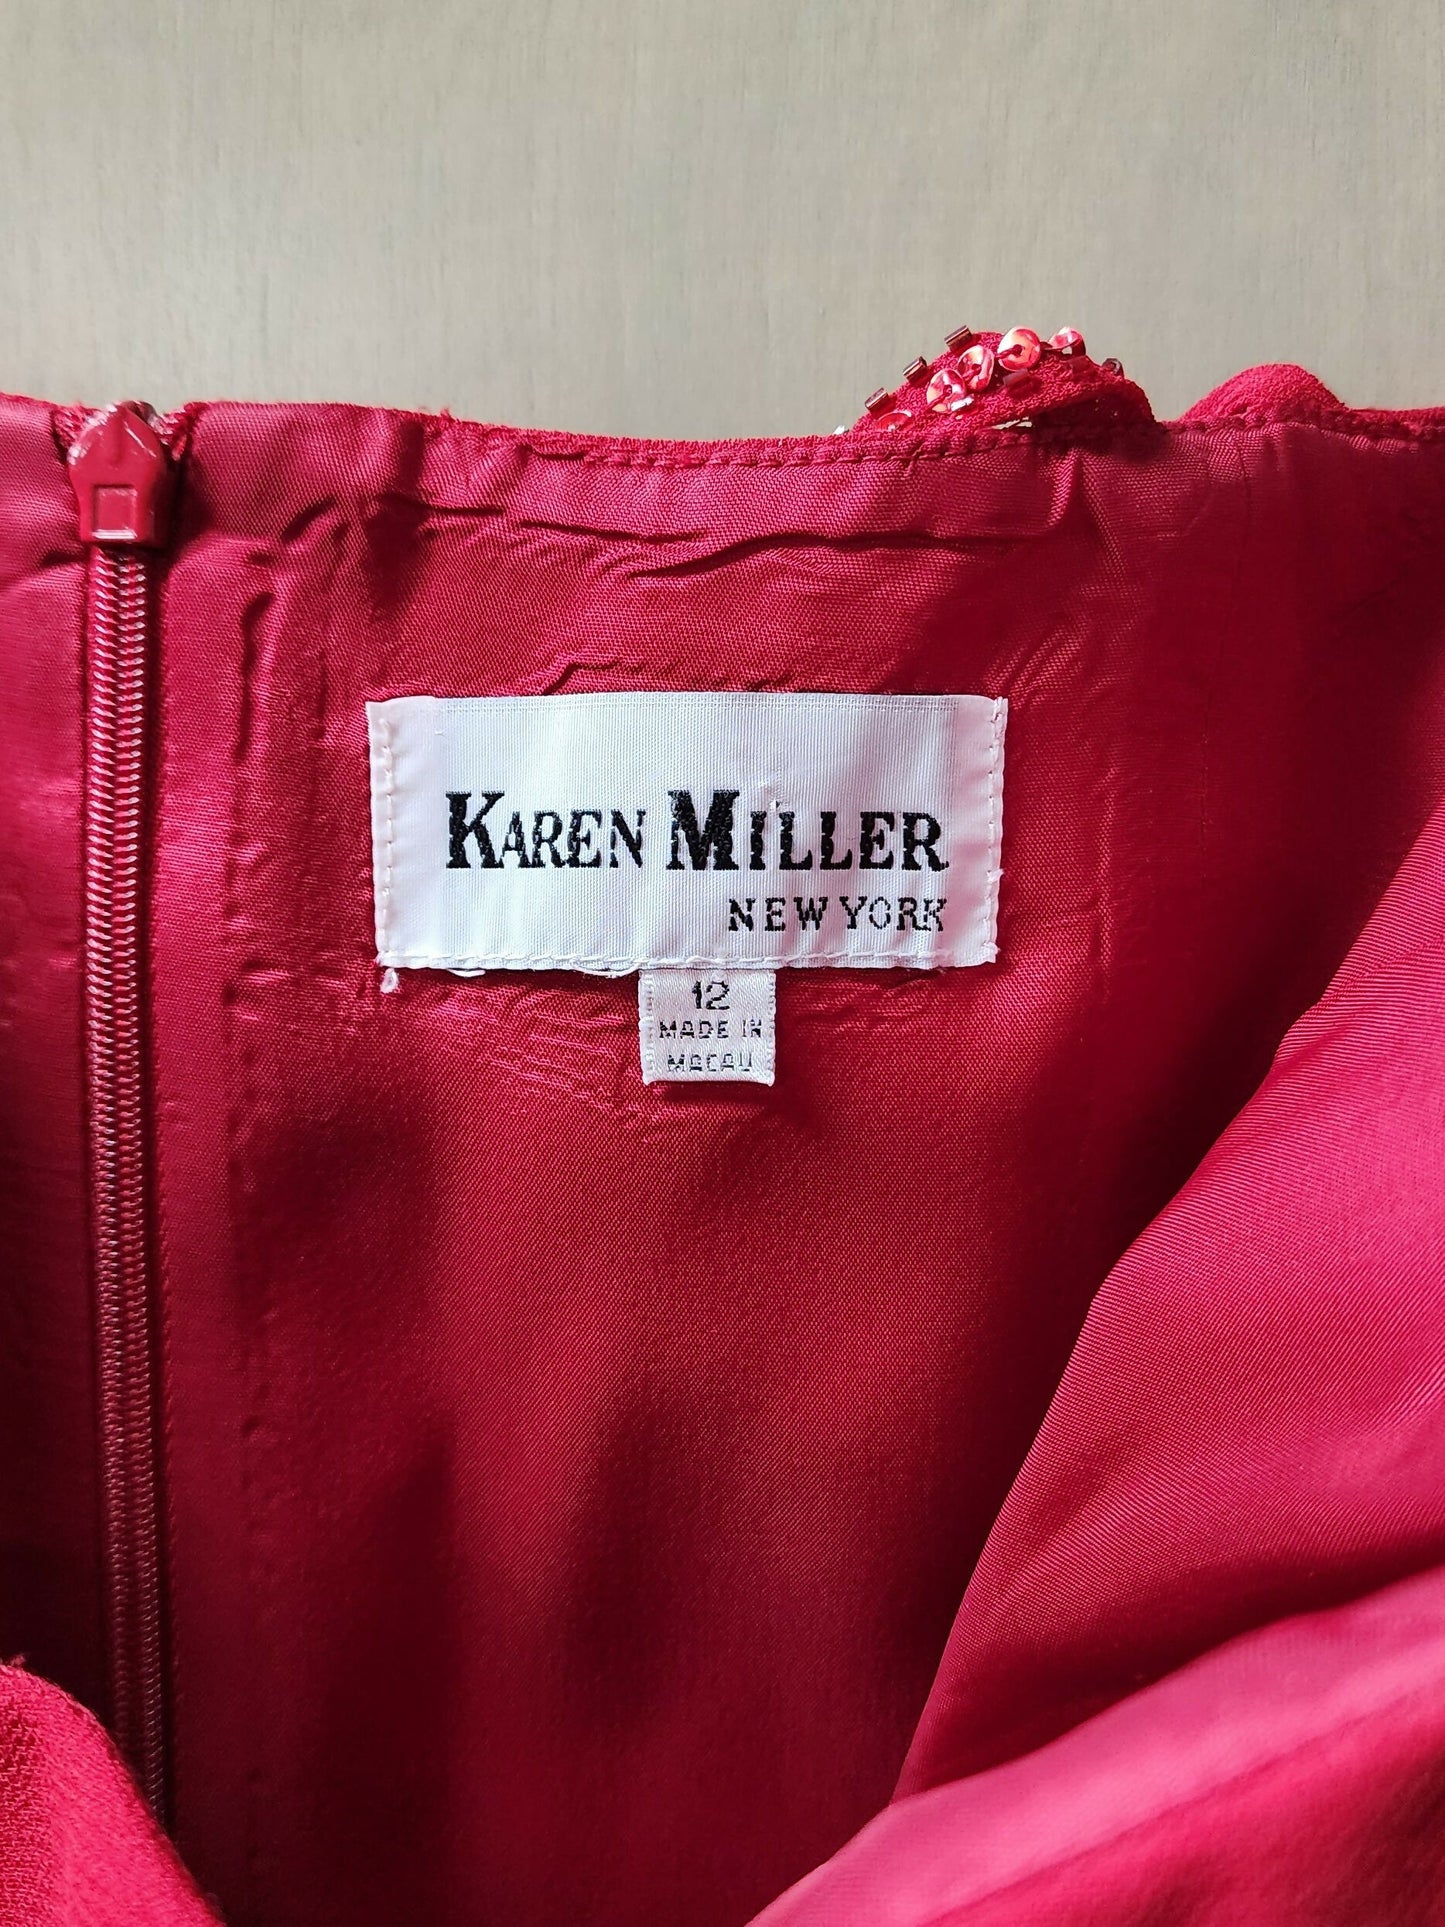 KAREN MILLER
NEW YORK
12
MADE IN
MACAU